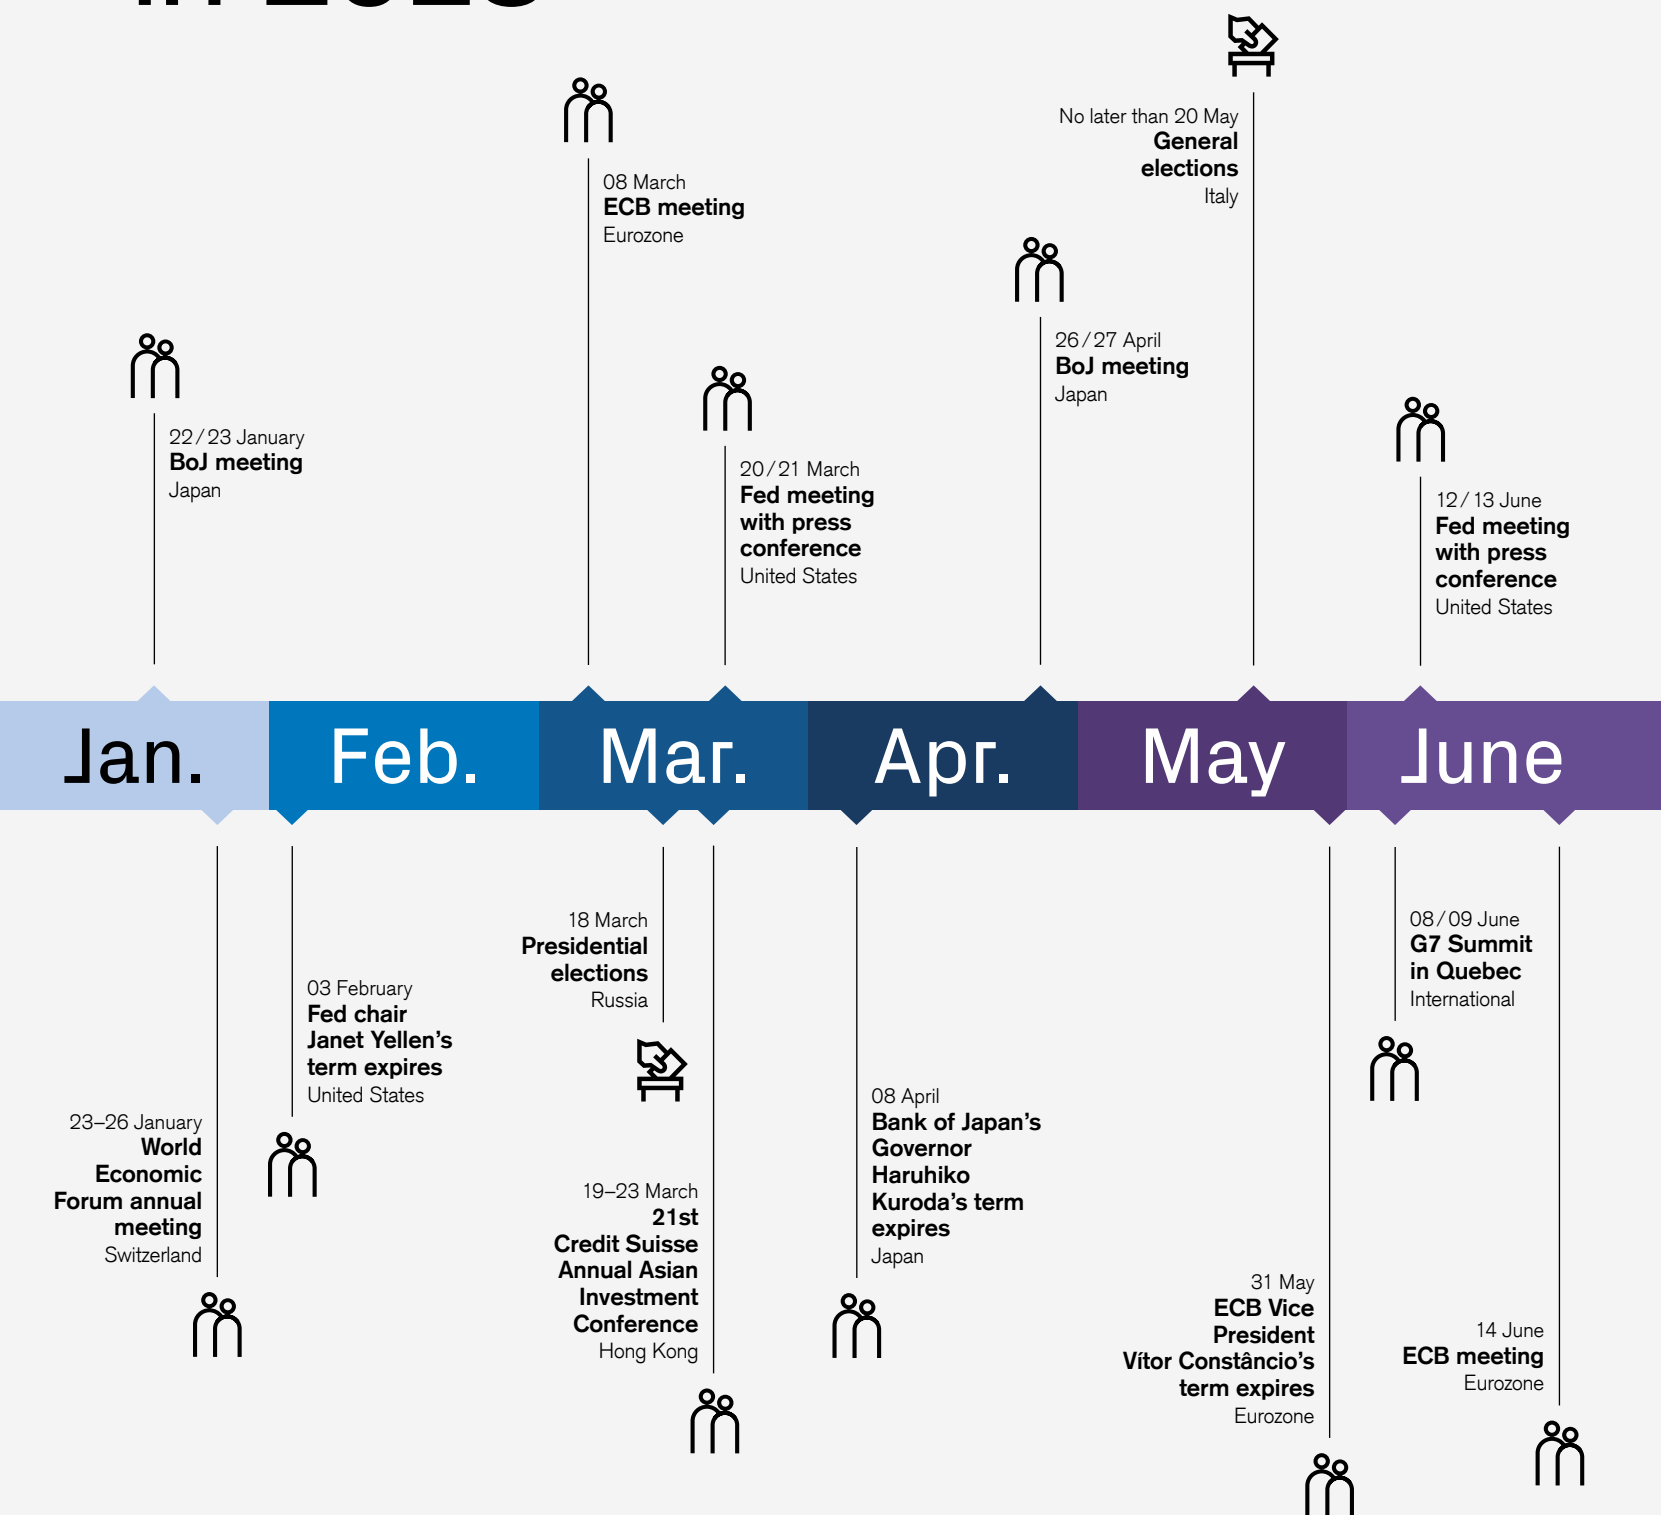 No later than 20 May
General
elections
Italy
08 March
ECB meeting
Eurozone
26/27 April
BoJ meeting
Japan
22/23 January
BoJ meeting
Japan
20/21 March
Fed meeting
with press
conference
United States
12/13 June
Fed meeting
with press
conference
United States
Jan.
Feb.
Mar.
Apr.
May
June
23–26 January
World
Economic
Forum annual
meeting
Switzerland
03 February
Fed chair
Janet Yellen’s
term expires
United States
18 March
Presidential
elections
Russia
19–23 March
21st
Credit Suisse
Annual Asian
Investment
Conference
Hong Kong
08 April
Bank of Japan’s
Governor
Haruhiko
Kuroda’s term
expires
Japan
31 May
ECB Vice
President
Vítor Constâncio’s
term expires
Eurozone
08/09 June
G7 Summit
in Quebec
International
14 June
ECB meeting
Eurozone